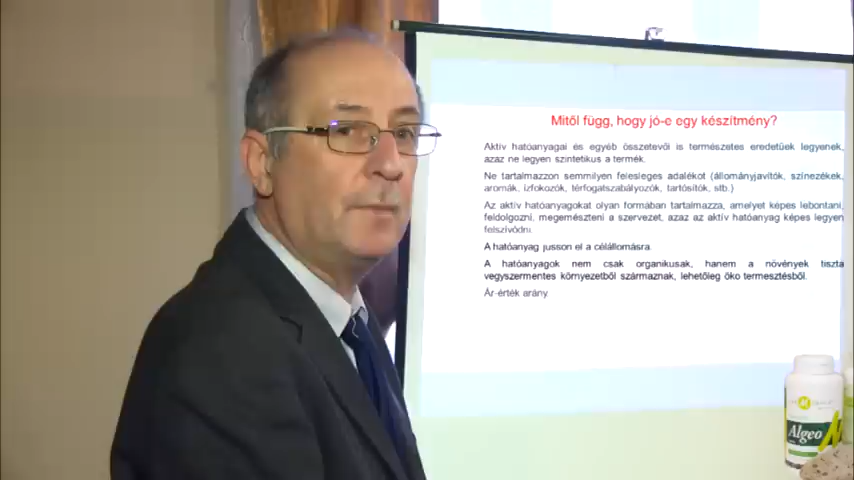 Mitől függ, hogy jó-e egy készítmény?
Aktív hatóanyagai és egyéb összetevői is természetes eredetűek legyenek,
azaz ne legyen szintetikus a termék.
Ne tartalmazzon semmilyen felesleges adalékot (állományjavítók, színezékek,
aromák, ízfokozók, térfogatszabályozók, tartósítók, stb.)
Az aktív hatóanyagokat olyan formában tartalmazza, amelyet képes lebontani,
feldolgozni, megemészteni a szervezet, azaz az aktív hatóanyag képes legyen
felszívódni.
A hatóanyag jusson el a célállomásra.
A hatóanyagok nem csak organikusak, hanem a növények tiszta
vegyszermentes környezetből származnak, lehetőleg öko termesztésből.
Ár-érték arány
Algeo